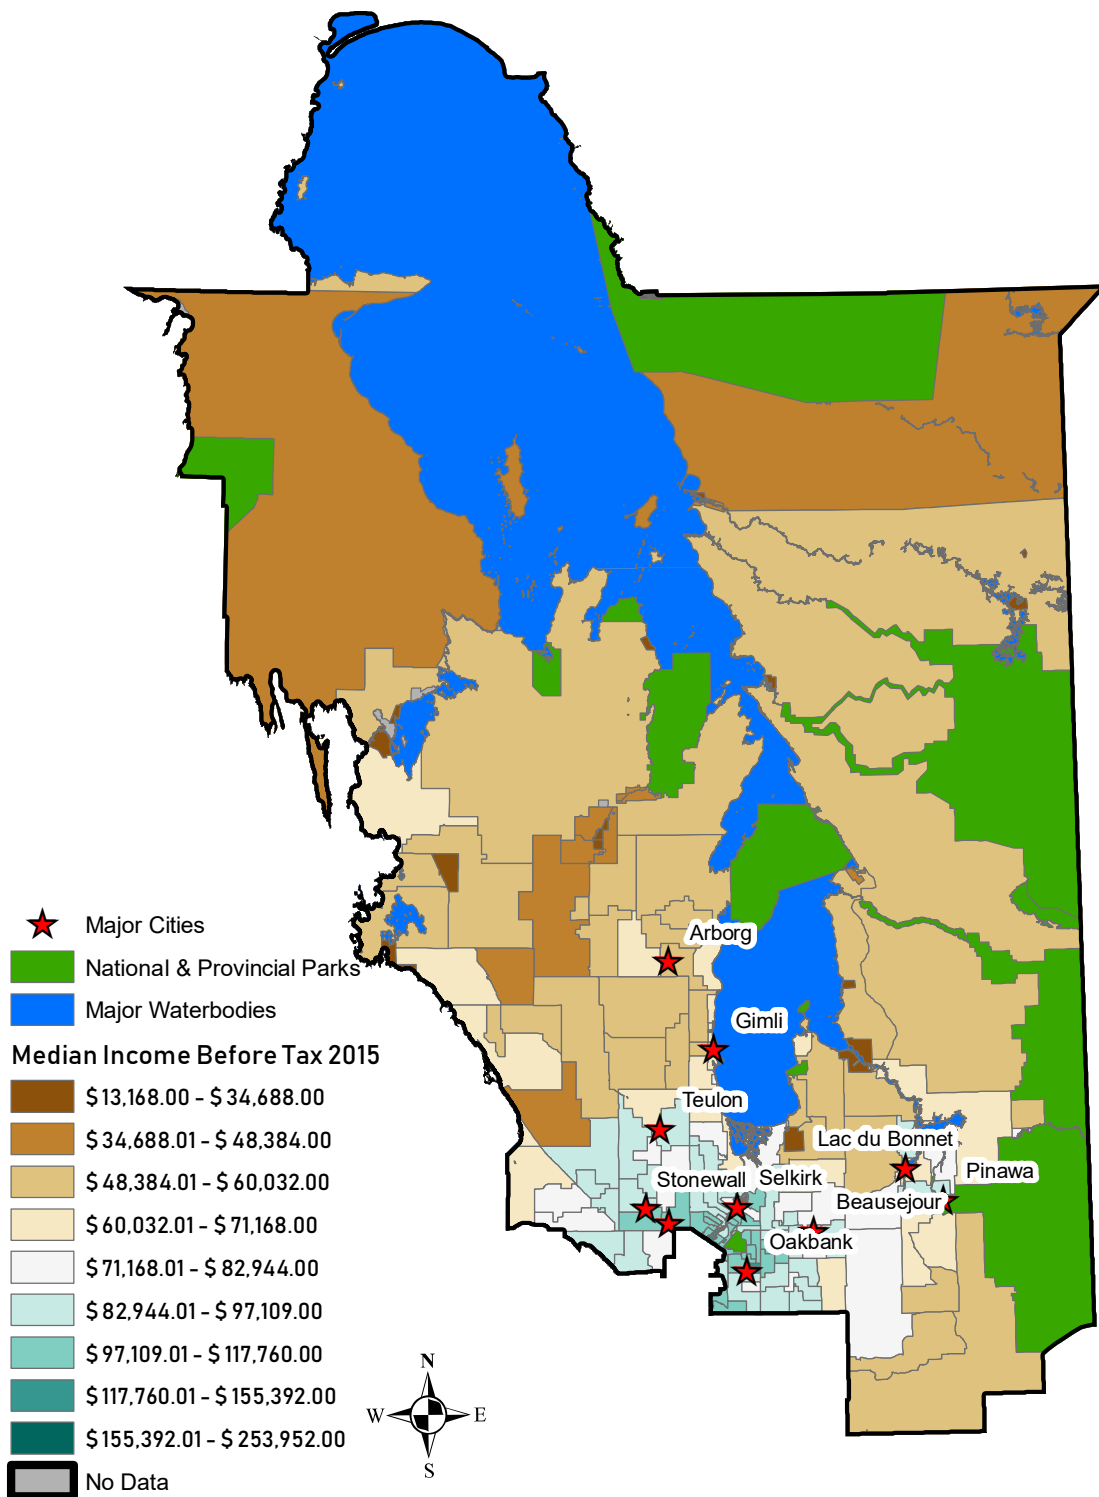 Arborg
Gimli
Teulon
Lac du Bonnet
Stonewall
Selkirk
Pinawa
Beausejour
Oakbank
Major Cities
National & Provincial Parks
Major Waterbodies
Median Income Before Tax 2015
$13,168.00 - $34,688.00
$34,688.01 - $48,384.00
$48,384.01 - $60,032.00
$60,032.01 - $71,168.00
$71,168.01 - $82,944.00
$82,944.01 - $97,109.00
$97,109.01 - $117,760.00
$117,760.01 - $155,392.00
$155,392.01 - $253,952.00
No Data
N
W E
S